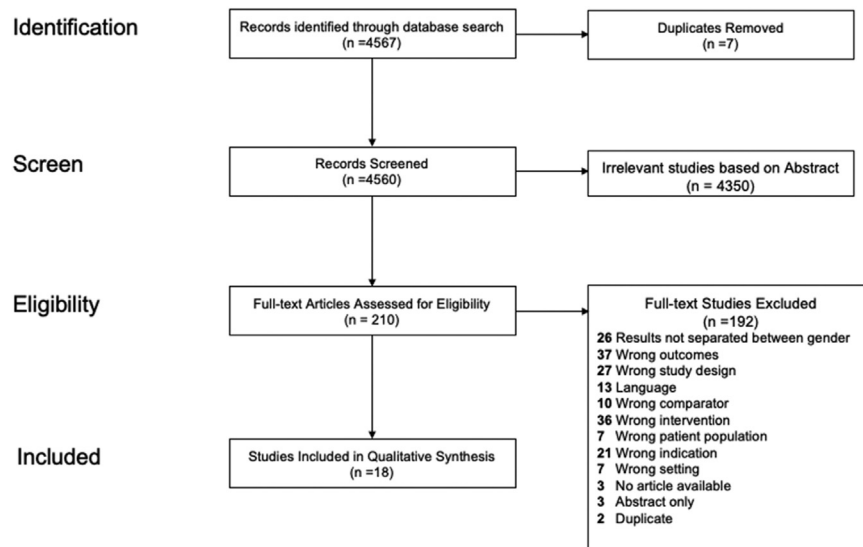 Identification
Records identified through database search
(n =4567)
Duplicates Removed
(n =7)
Screen
Records Screened
(n =4560)
Irrelevant studies based on Abstract
(n = 4350)
Eligibility
Full-text Articles Assessed for Eligibility
(n = 210)
Full-text Studies Excluded
(n =192)
26 Results not separated between gender
37 Wrong outcomes
27 Wrong study design
13 Language
10 Wrong comparator
36 Wrong intervention
7 Wrong patient population
21 Wrong indication
7 Wrong setting
3 No article available
3 Abstract only
2 Duplicate
Included
Studies Included in Qualitative Synthesis
(n =18)